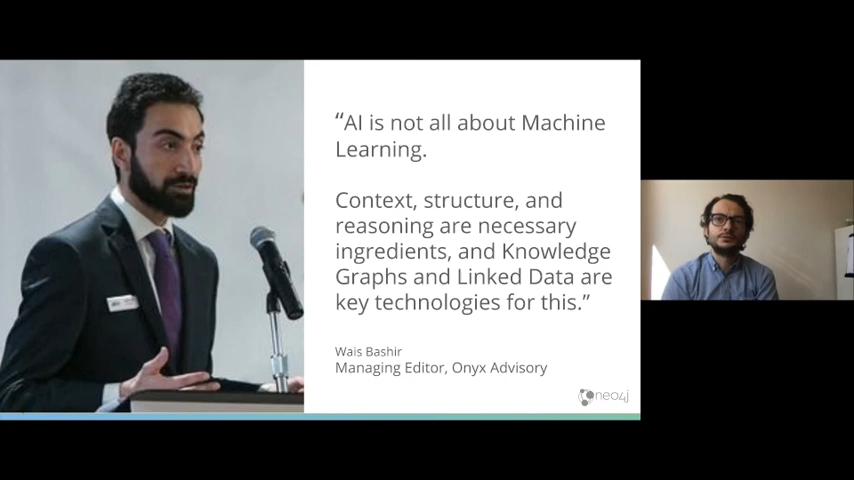 “AI is not all about Machine
Learning.
Context, structure, and
reasoning are necessary
ingredients, and Knowledge
Graphs and Linked Data are
key technologies for this.”
Wais Bashir
Managing Editor, Onyx Advisory
neo4j